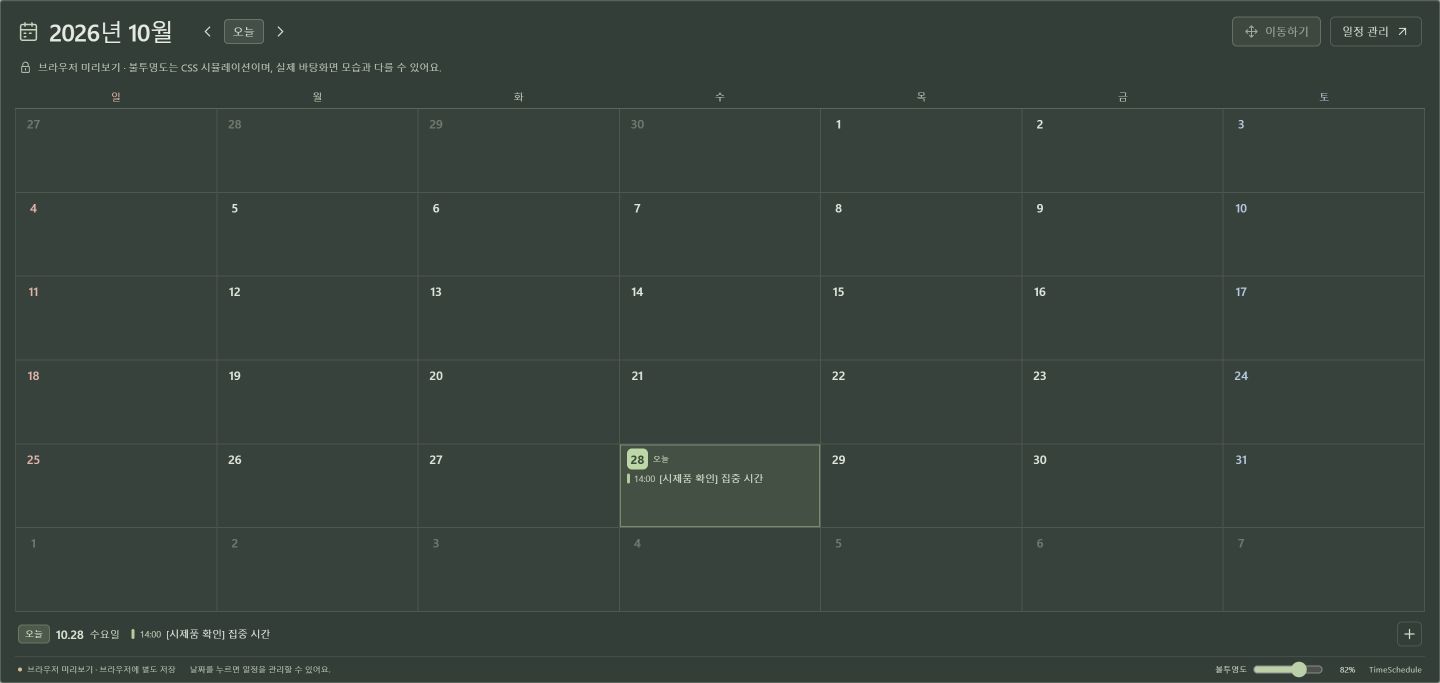 2026년 10월 오늘 이동하기 일정 관리
브라우저 미리보기 · 불투명도는 CSS 시뮬레이션이며, 실제 바탕화면 모습과 다를 수 있어요.
일 월 화 수 목 금 토
27 28 29 30 1 2 3
4 5 6 7 8 9 10
11 12 13 14 15 16 17
18 19 20 21 22 23 24
25 26 27 28 오늘 29 30 31
14:00 [시제품 확인] 집중 시간
1 2 3 4 5 6 7
오늘 10.28 수요일 14:00 [시제품 확인] 집중 시간
브라우저 미리보기 · 브라우저에 별도 저장 날짜를 누르면 일정을 관리할 수 있어요. 불투명도 82% TimeSchedule